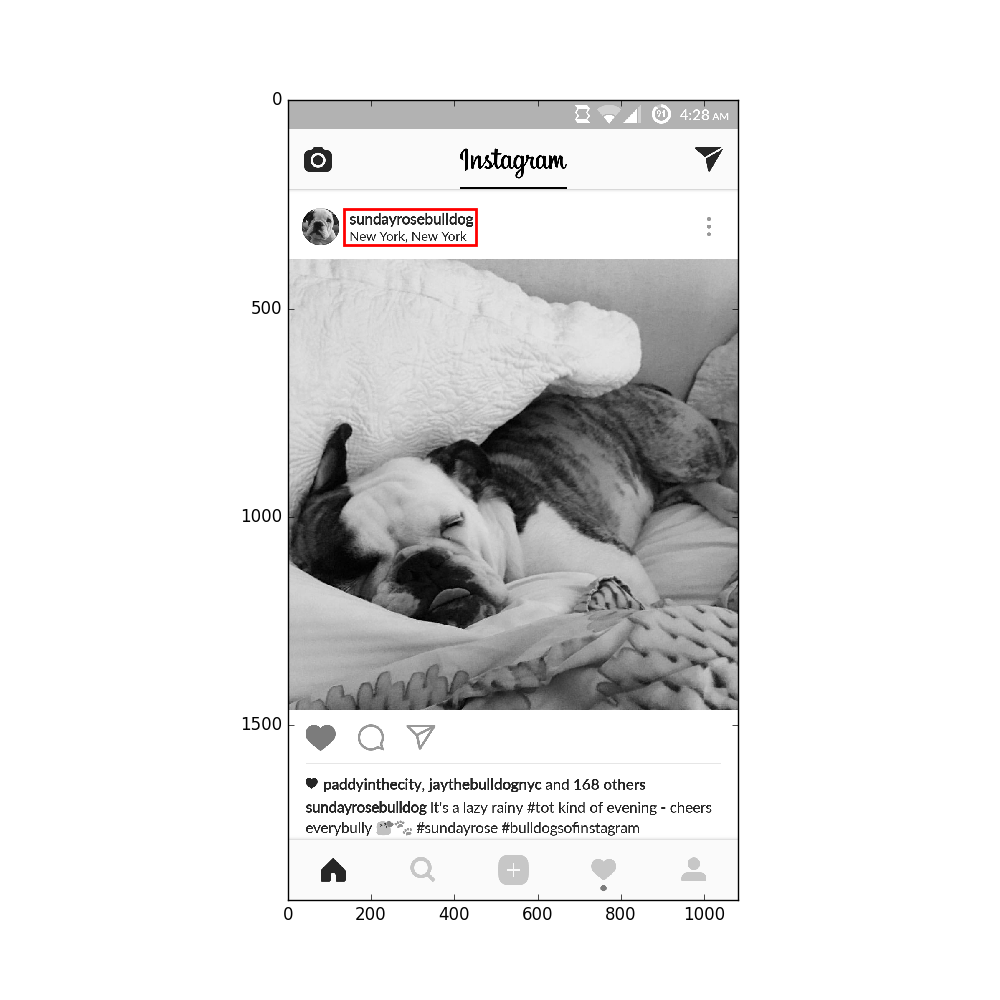 0
91 4:28 AM
Instagram
sundayrosebulldog
New York, New York
500
1000
1500
paddyinthecity, jaythebulldognyc and 168 others
sundayrosebulldog It's a lazy rainy #tot kind of evening - cheers
everybully #sundayrose #bulldogsofinstagram
0 200 400 600 800 1000